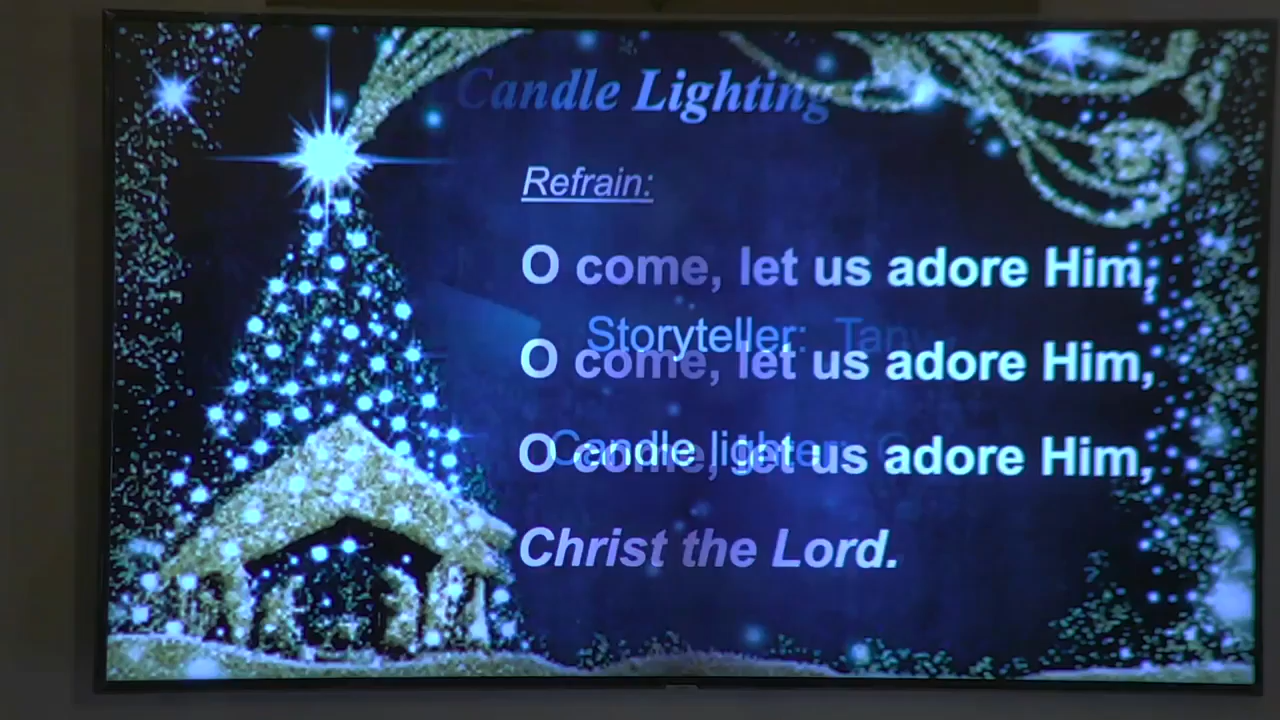 Candle Lighting
Refrain:
O come, let us adore Him,
Storyteller:
O come, let us adore Him,
Candle lighter:
O come, let us adore Him,
Christ the Lord.